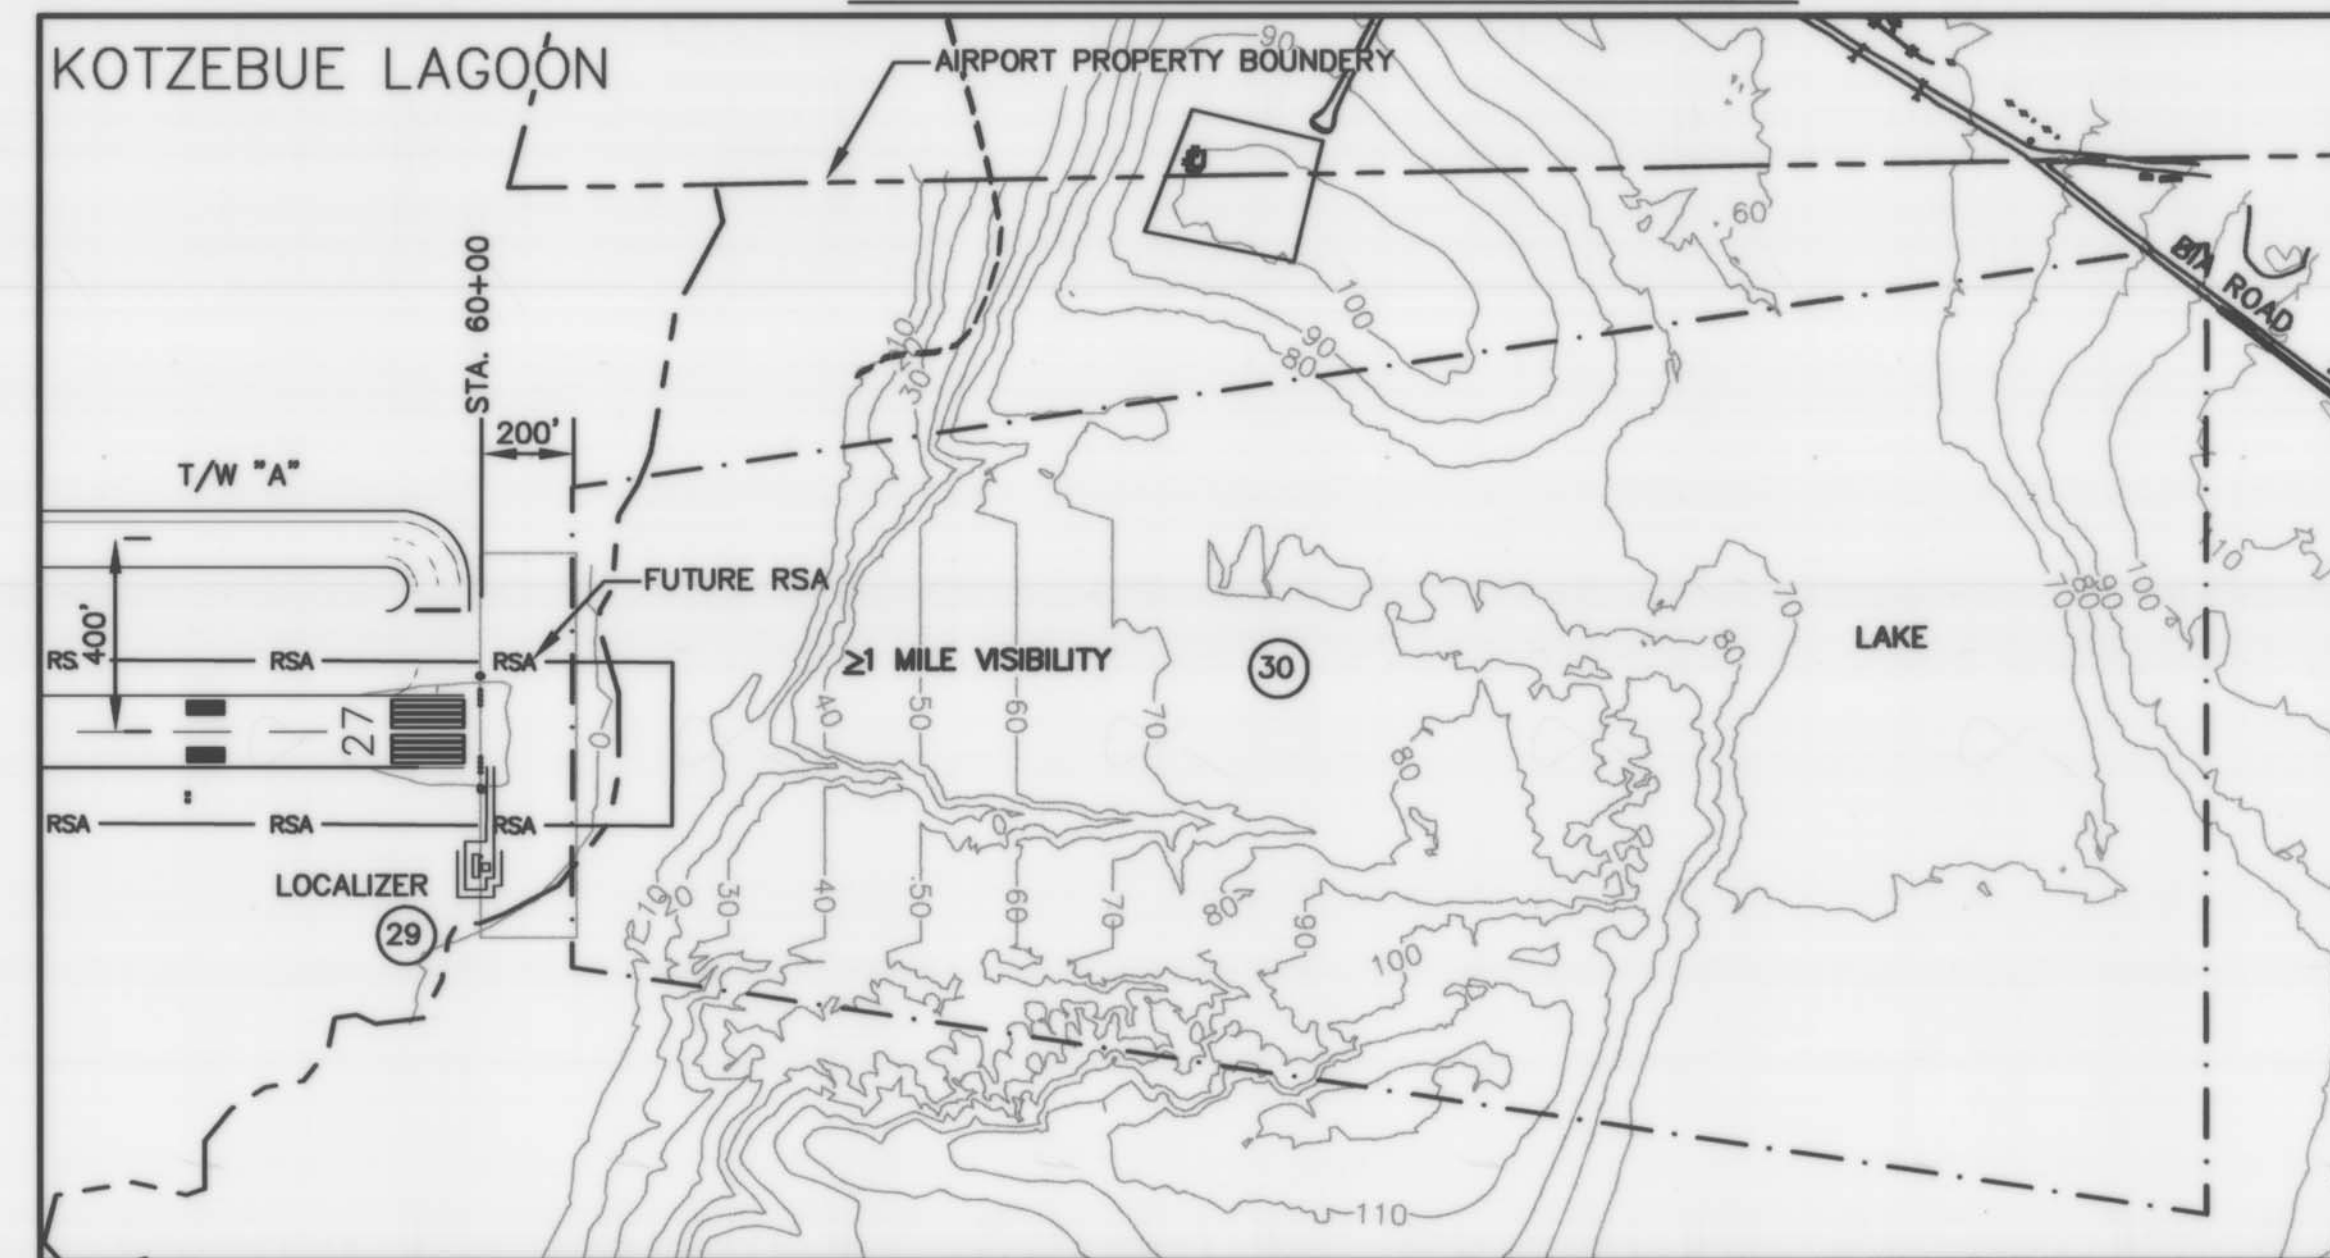 KOTZEBUE LAGOON
AIRPORT PROPERTY BOUNDERY
90
60
BIA ROAD
STA. 60+00
100
90
80
10
20
30
200'
T/W "A"
110
FUTURE RSA
70
80
90
100
70
400'
RS
RSA
RSA
≥1 MILE VISIBILITY
30
80
LAKE
27
0
40
50
60
70
80
RSA
RSA
RSA
0
LOCALIZER
29
10
20
30
40
50
60
70
80
90
100
110